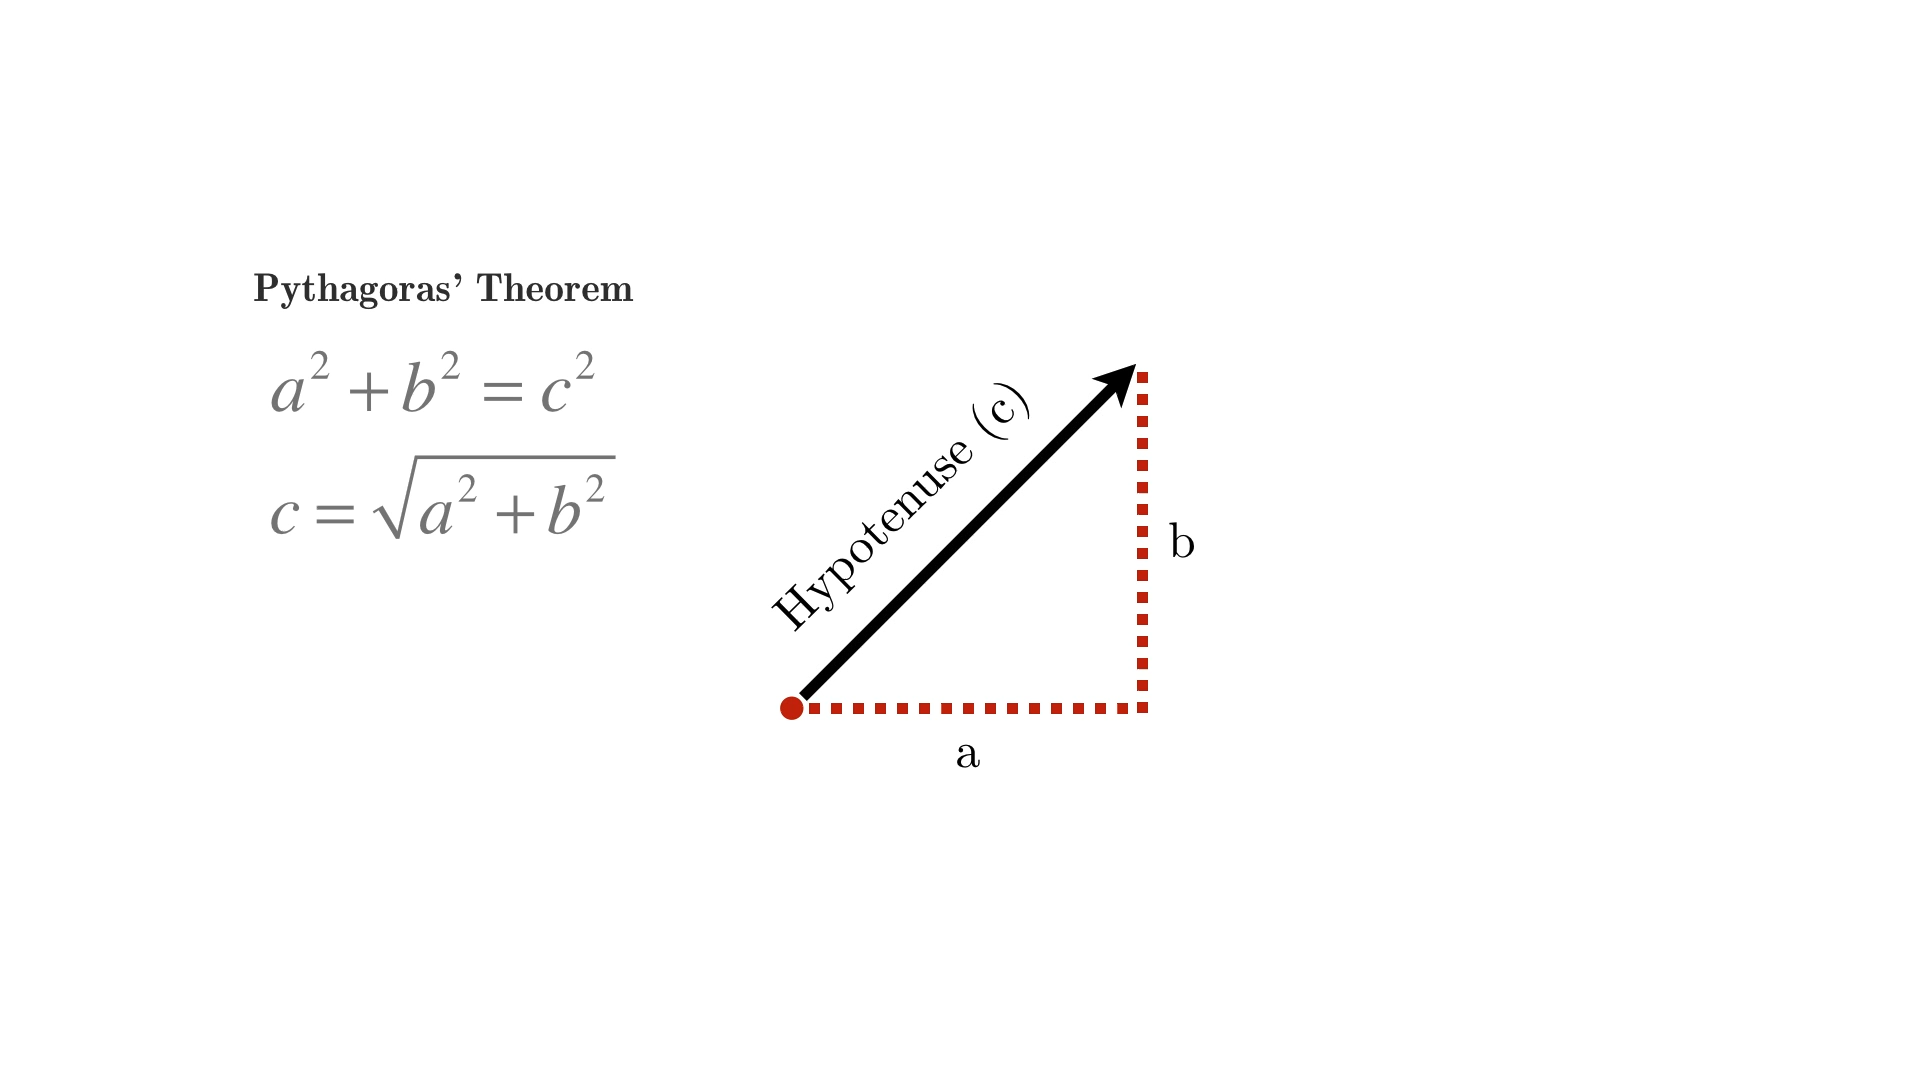 Pythagoras' Theorem
a² + b² = c²
c = √(a² + b²)
Hypotenuse (c)
b
a